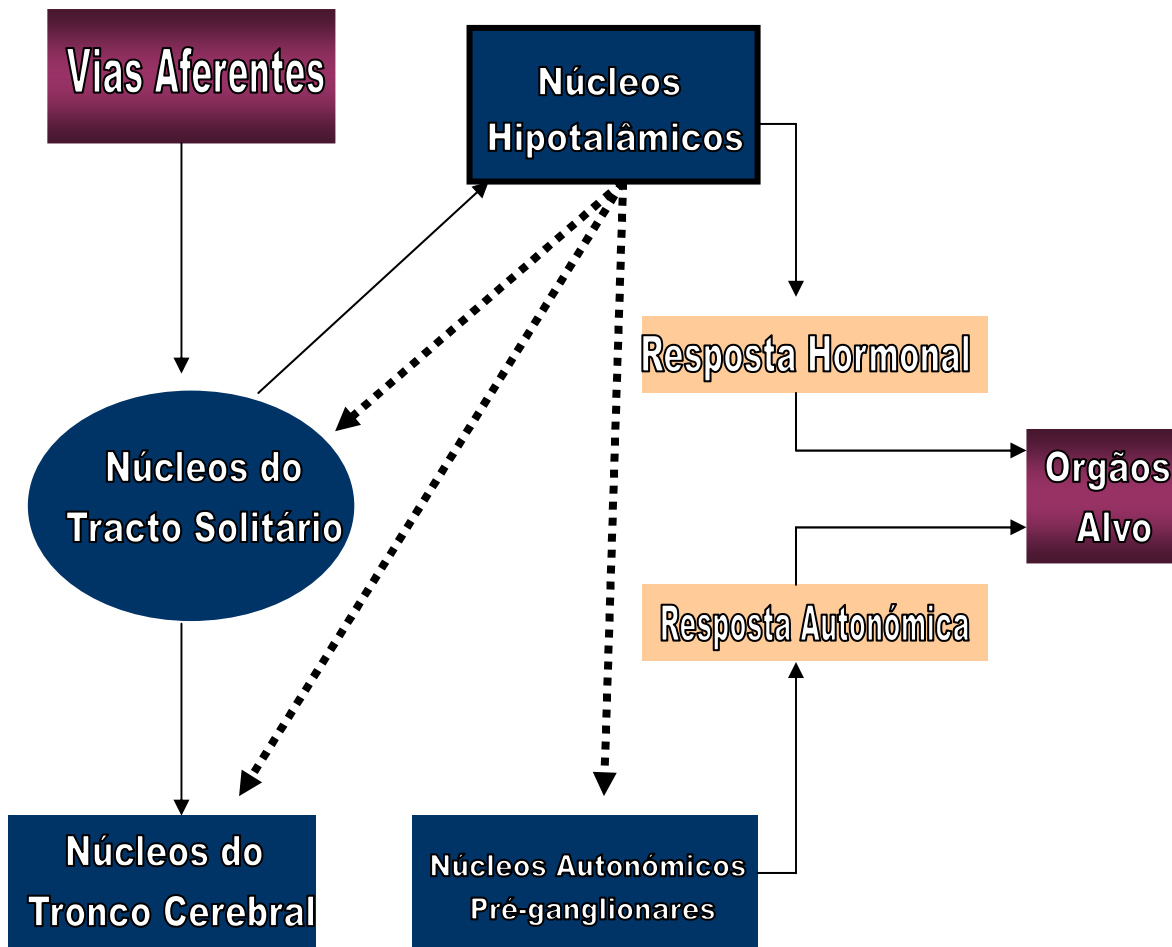 Vias Aferentes
Núcleos
Hipotalâmicos
Resposta Hormonal
Núcleos do
Tracto Solitário
Orgãos
Alvo
Resposta Autonómica
Núcleos do
Tronco Cerebral
Núcleos Autonómicos
Pré-ganglionares